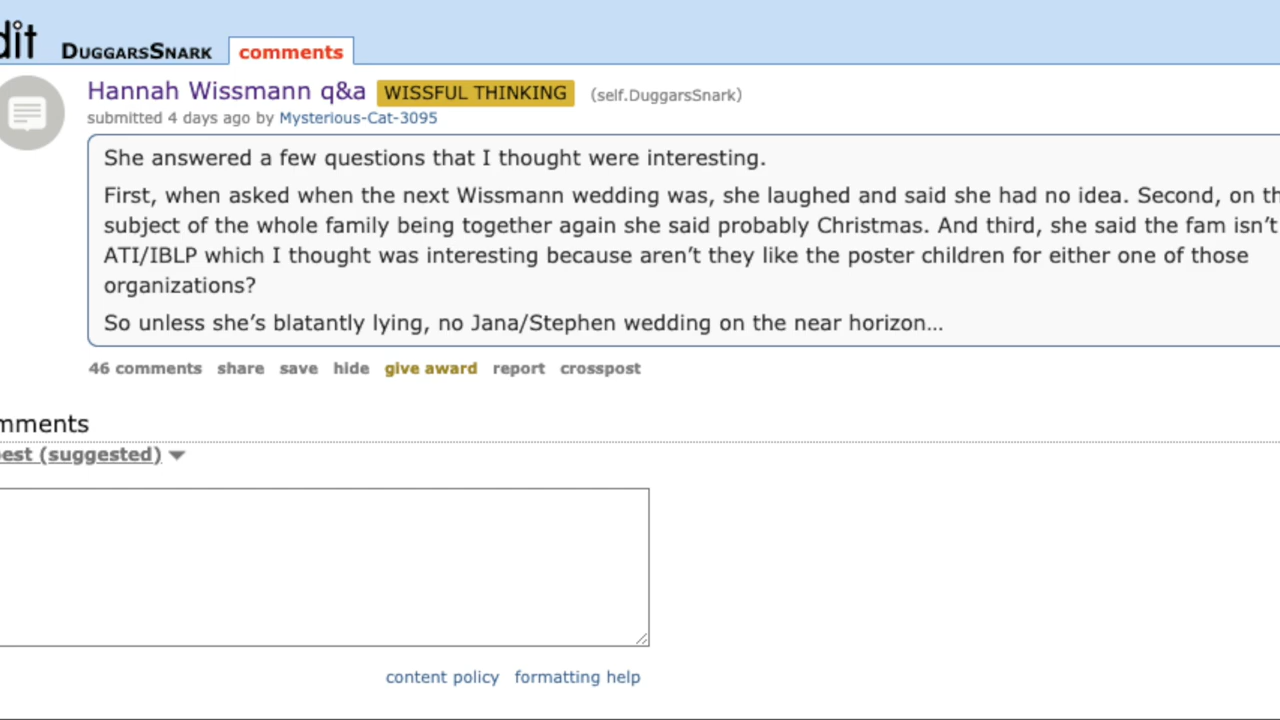 dit DUGGARSSNARK comments
Hannah Wissmann q&a WISSFUL THINKING (self.DuggarsSnark)
submitted 4 days ago by Mysterious-Cat-3095
She answered a few questions that I thought were interesting.
First, when asked when the next Wissmann wedding was, she laughed and said she had no idea. Second, on th
subject of the whole family being together again she said probably Christmas. And third, she said the fam isn’t
ATI/IBLP which I thought was interesting because aren’t they like the poster children for either one of those
organizations?
So unless she’s blatantly lying, no Jana/Stephen wedding on the near horizon...
46 comments share save hide give award report crosspost
mments
est (suggested)
content policy formatting help